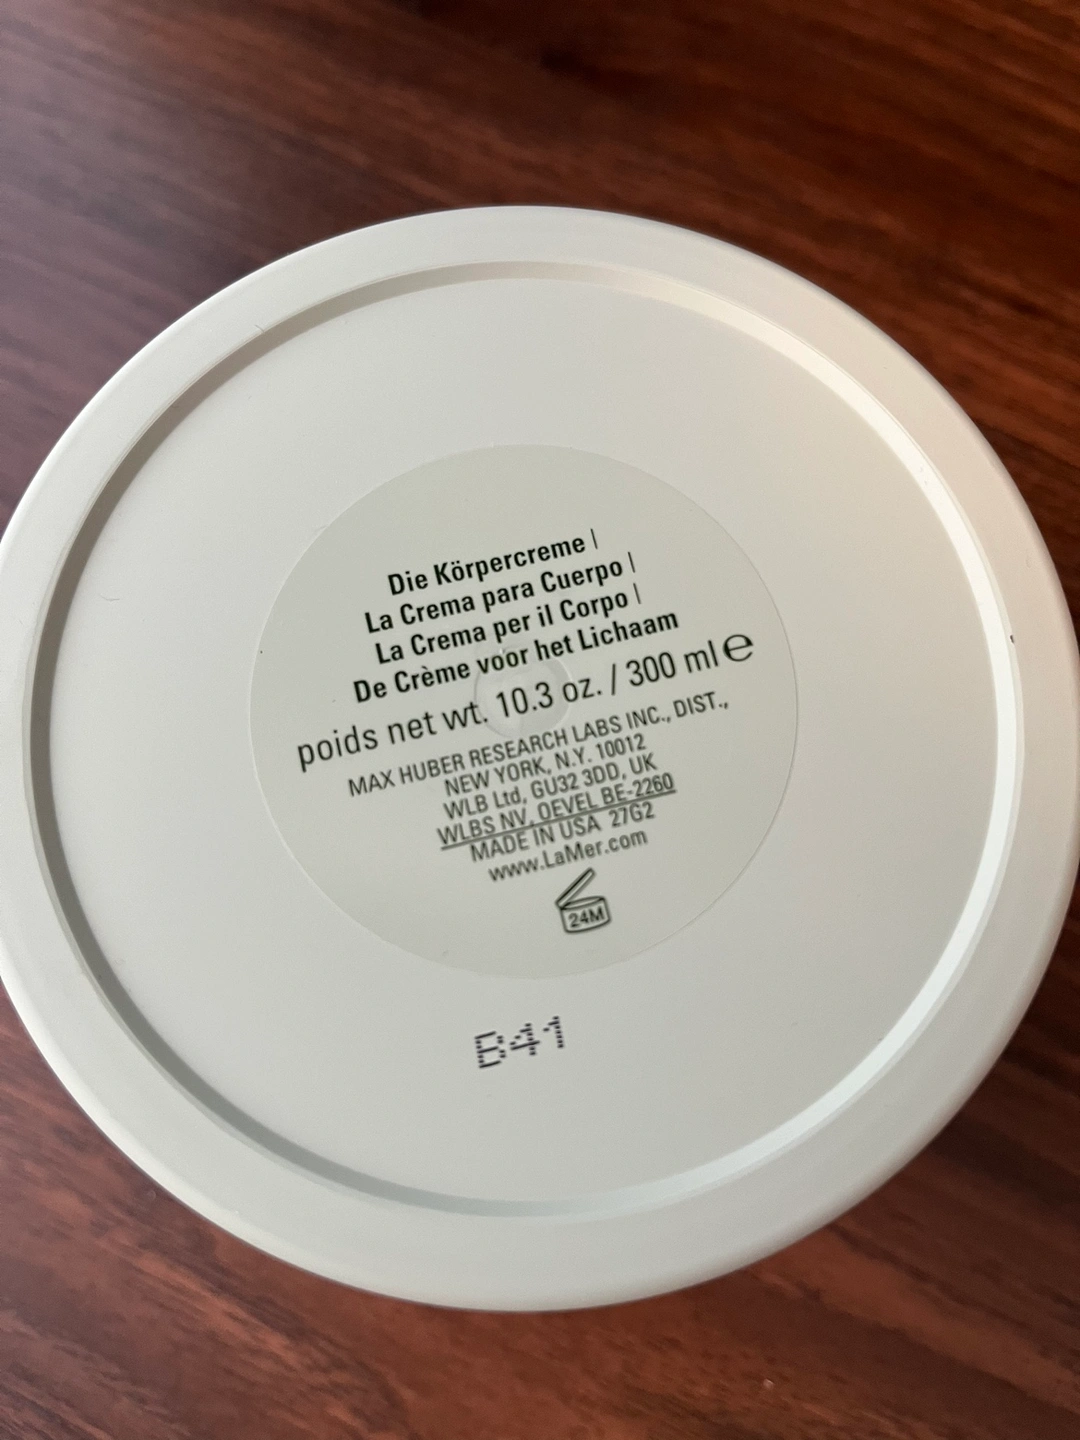 Die Körpercreme |
La Crema para Cuerpo |
La Crema per il Corpo |
De Crème voor het Lichaam
poids net wt. 10.3 oz. / 300 ml ℮
MAX HUBER RESEARCH LABS INC., DIST.,
NEW YORK, N.Y. 10012
WLB Ltd, GU32 3DD, UK
WLBS NV, OEVEL BE-2260
MADE IN USA 27G2
www.LaMer.com
24M
B41